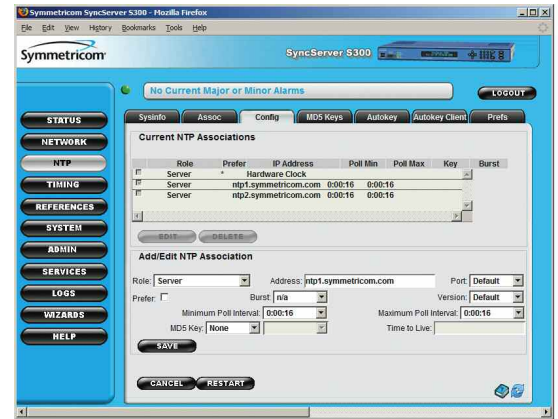 Symmetricom SyncServer S300 - Mozilla Firefox
File Edit View History Bookmarks Tools Help
Symmetricom
SyncServer S300
No Current Major or Minor Alarms
LOGOUT
STATUS
NETWORK
NTP
TIMING
REFERENCES
SYSTEM
ADMIN
SERVICES
LOGS
WIZARDS
HELP
Sysinfo Assoc Config MD5 Keys Autokey Autokey Client Prefs
Current NTP Associations
Role Prefer IP Address Poll Min Poll Max Key Burst
Server * Hardware Clock
Server ntp1.symmetricom.com 0:00:16 0:00:16
Server ntp2.symmetricom.com 0:00:16 0:00:16
EDIT DELETE
Add/Edit NTP Association
Role: Server Address: ntp1.symmetricom.com Port: Default
Prefer: Burst: n/a Version: Default
Minimum Poll Interval: 0:00:16 Maximum Poll Interval: 0:00:16
MD5 Key: None Time to Live:
SAVE
CANCEL RESTART